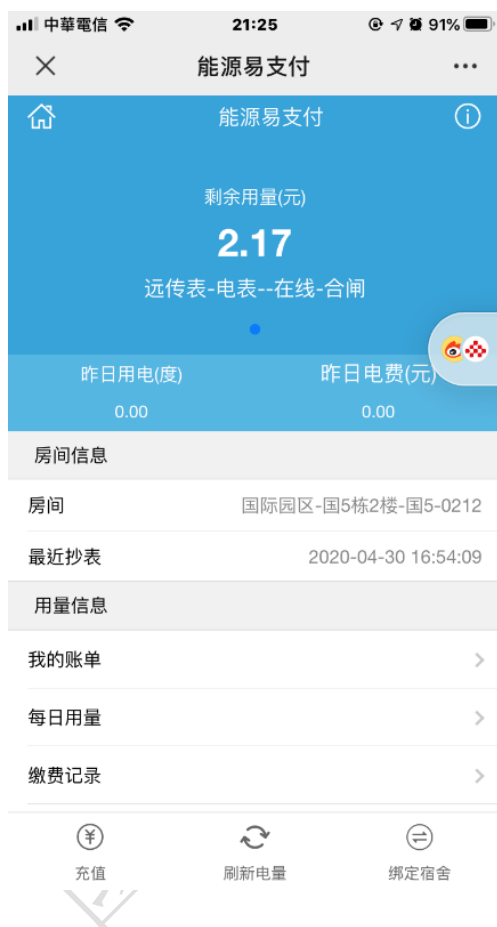 中華電信 21:25 91%
能源易支付
能源易支付
剩余用量(元)
2.17
远传表-电表--在线-合闸
昨日用电(度) 昨日电费(元)
0.00 0.00
房间信息
房间 国际园区-国5栋2楼-国5-0212
最近抄表 2020-04-30 16:54:09
用量信息
我的账单
每日用量
缴费记录
充值 刷新电量 绑定宿舍